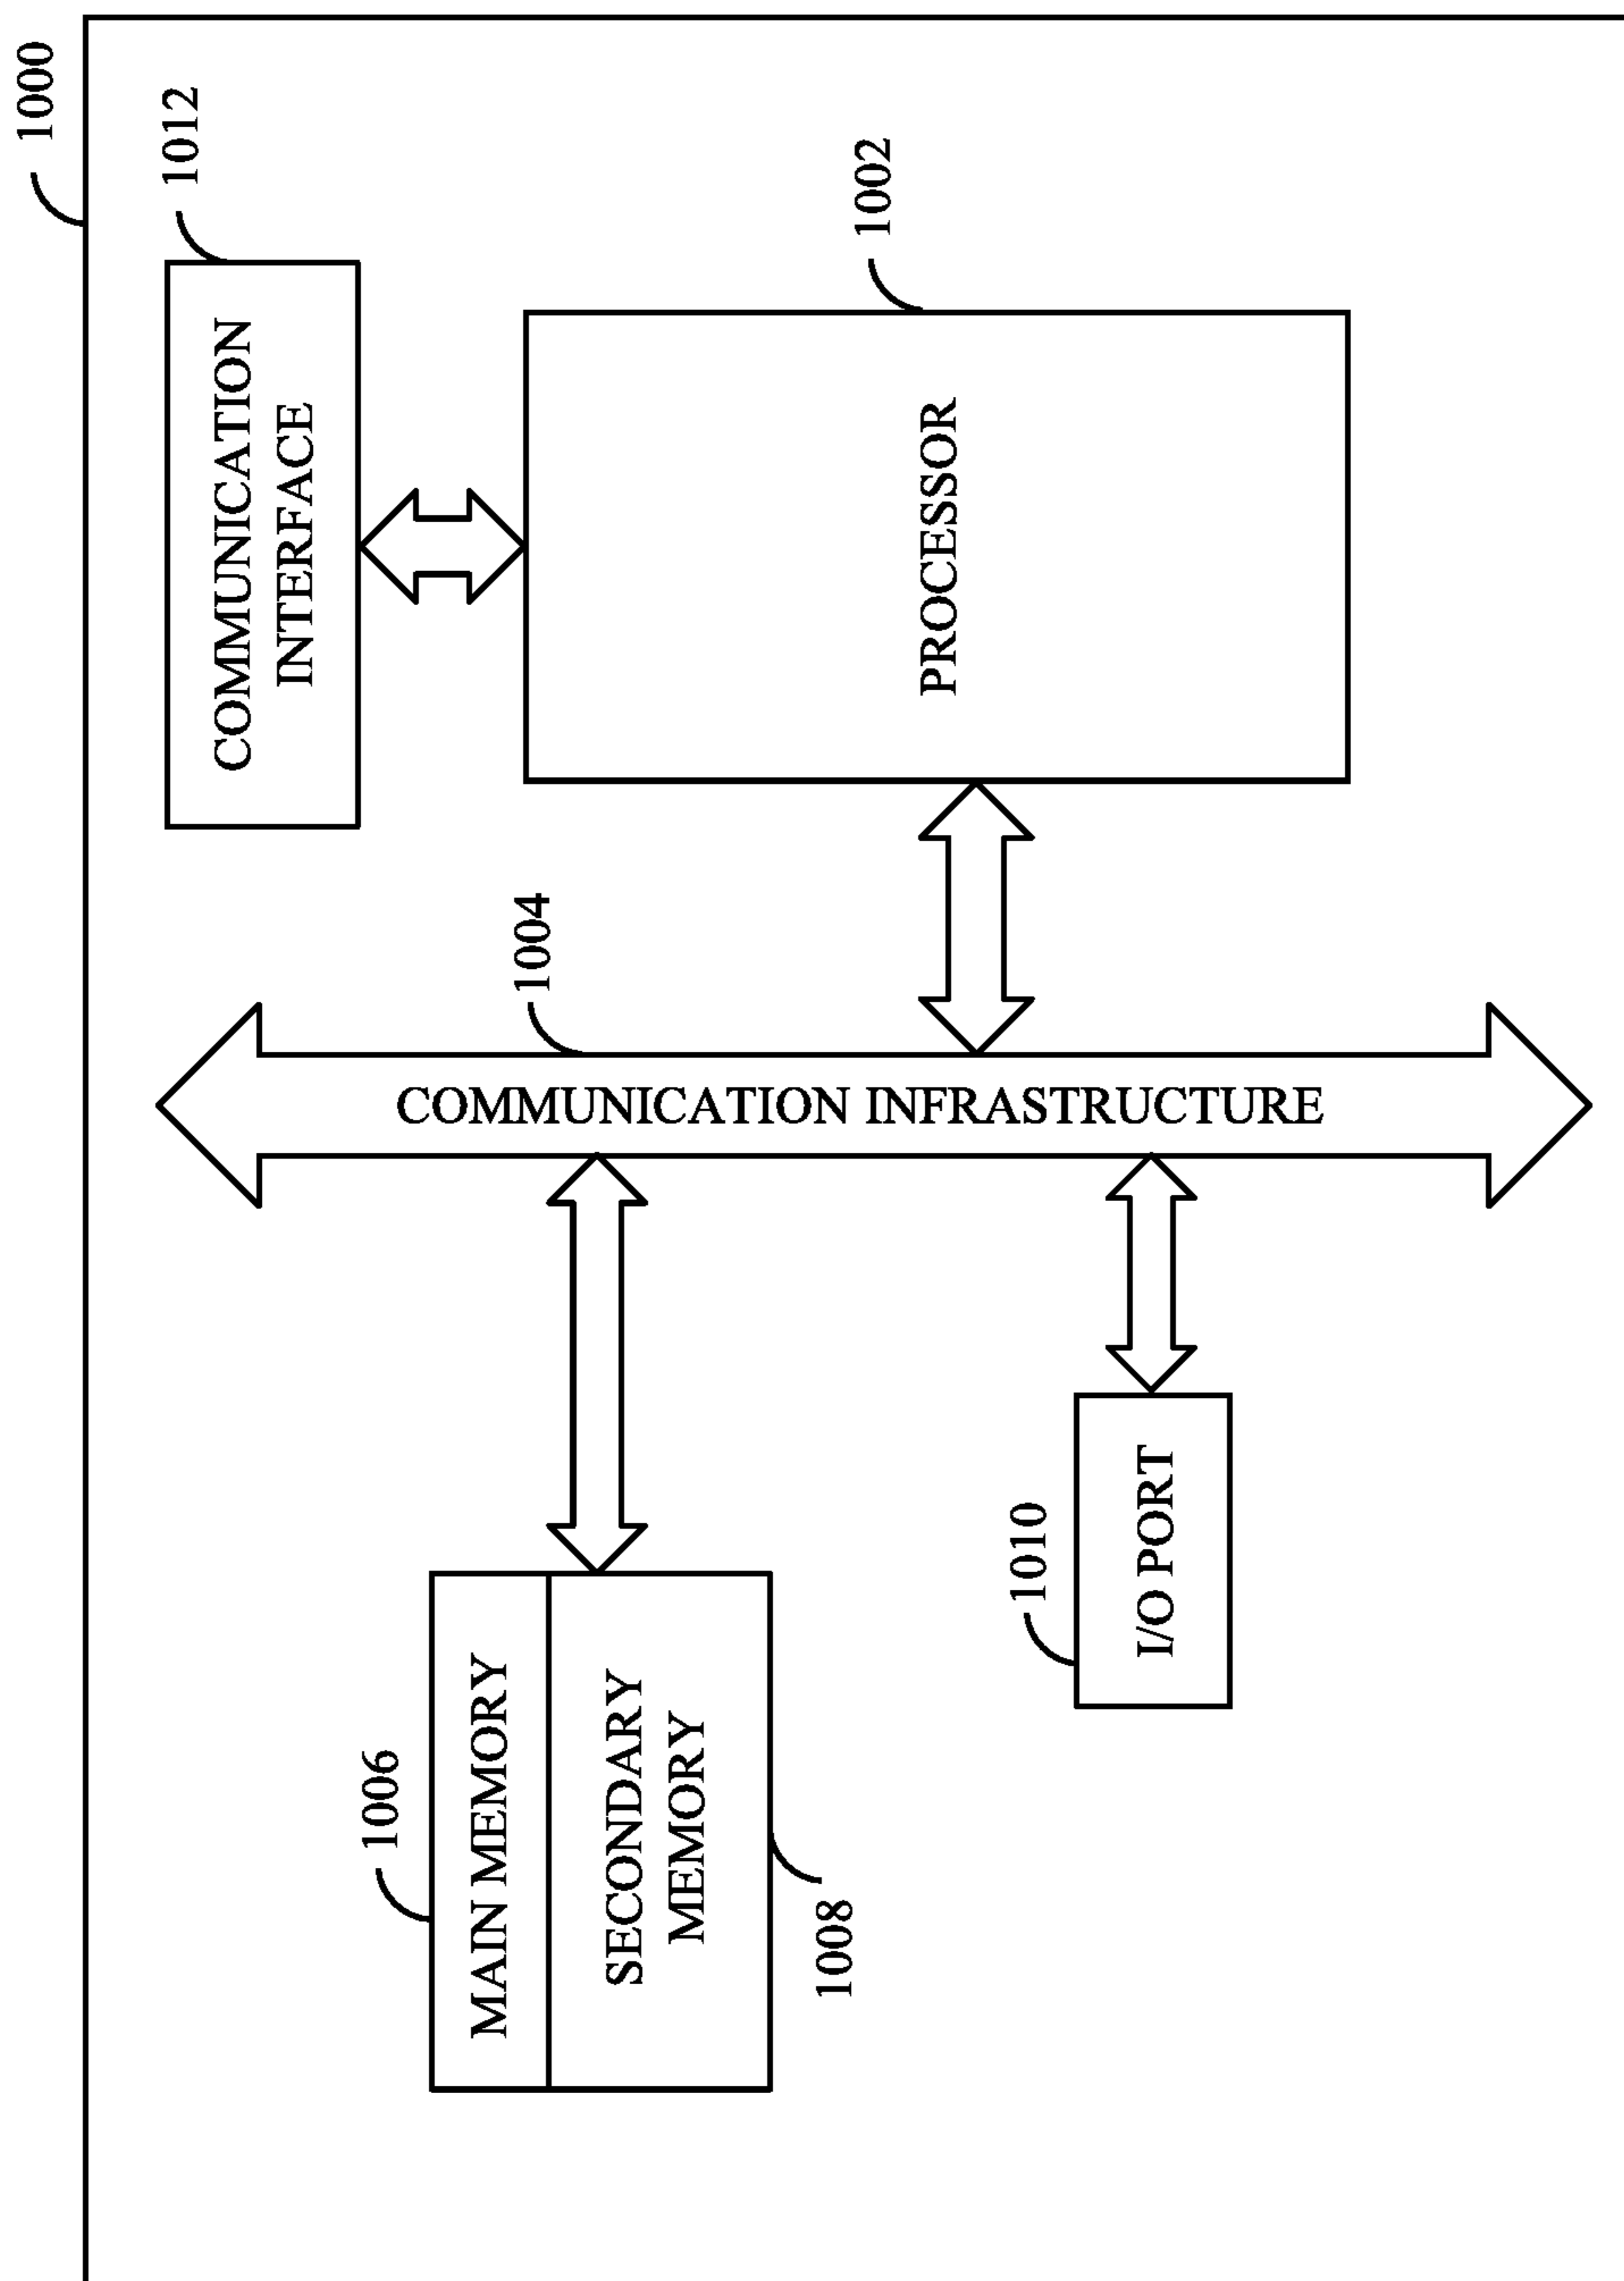 1000
1012
COMMUNICATION
INTERFACE
1002
PROCESSOR
1004
COMMUNICATION INFRASTRUCTURE
1006
MAIN MEMORY
SECONDARY
MEMORY
1008
1010
I/O PORT